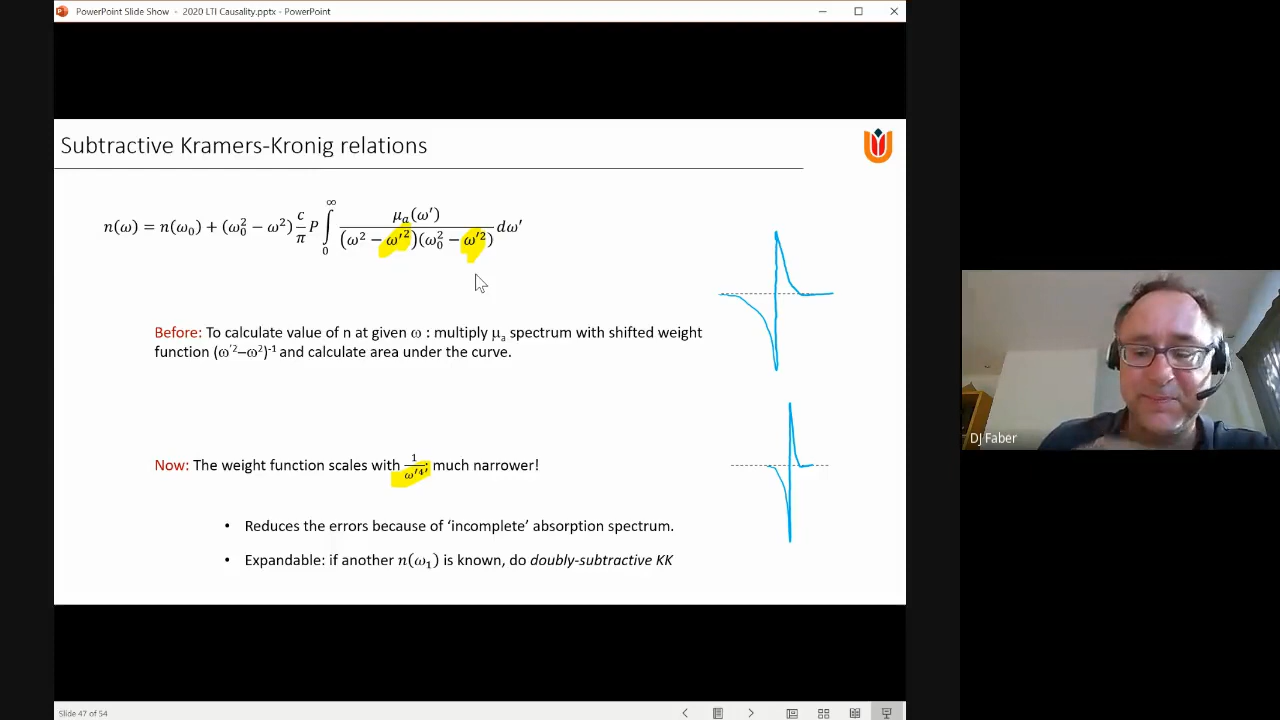 PowerPoint Slide Show - 2020 LTI Causality.pptx - PowerPoint
Subtractive Kramers-Kronig relations
n(ω) = n(ω₀) + (ω₀² − ω²) c/π P ∫₀^∞ μₐ(ω′) / ((ω² − ω′²)(ω₀² − ω′²)) dω′
Before: To calculate value of n at given ω : multiply μₐ spectrum with shifted weight
function (ω′²–ω²)⁻¹ and calculate area under the curve.
Now: The weight function scales with 1/ω′⁴; much narrower!
• Reduces the errors because of ‘incomplete’ absorption spectrum.
• Expandable: if another n(ω₁) is known, do doubly-subtractive KK
DJ Faber
Slide 47 of 54